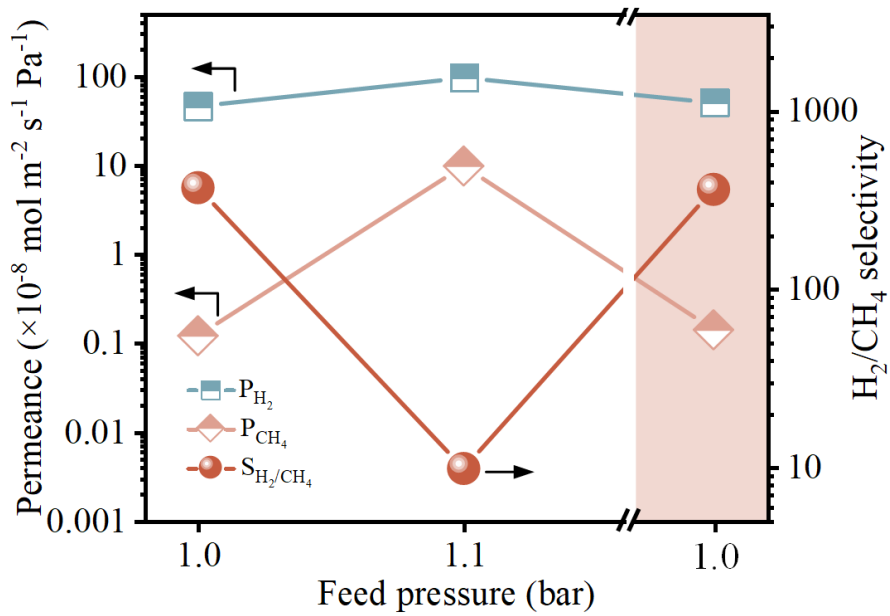 Permeance (×10⁻⁸ mol m⁻² s⁻¹ Pa⁻¹)
100
10
1
0.1
0.01
0.001
P_H₂
P_CH₄
S_H₂/CH₄
1.0
1.1
1.0
Feed pressure (bar)
1000
100
10
H₂/CH₄ selectivity